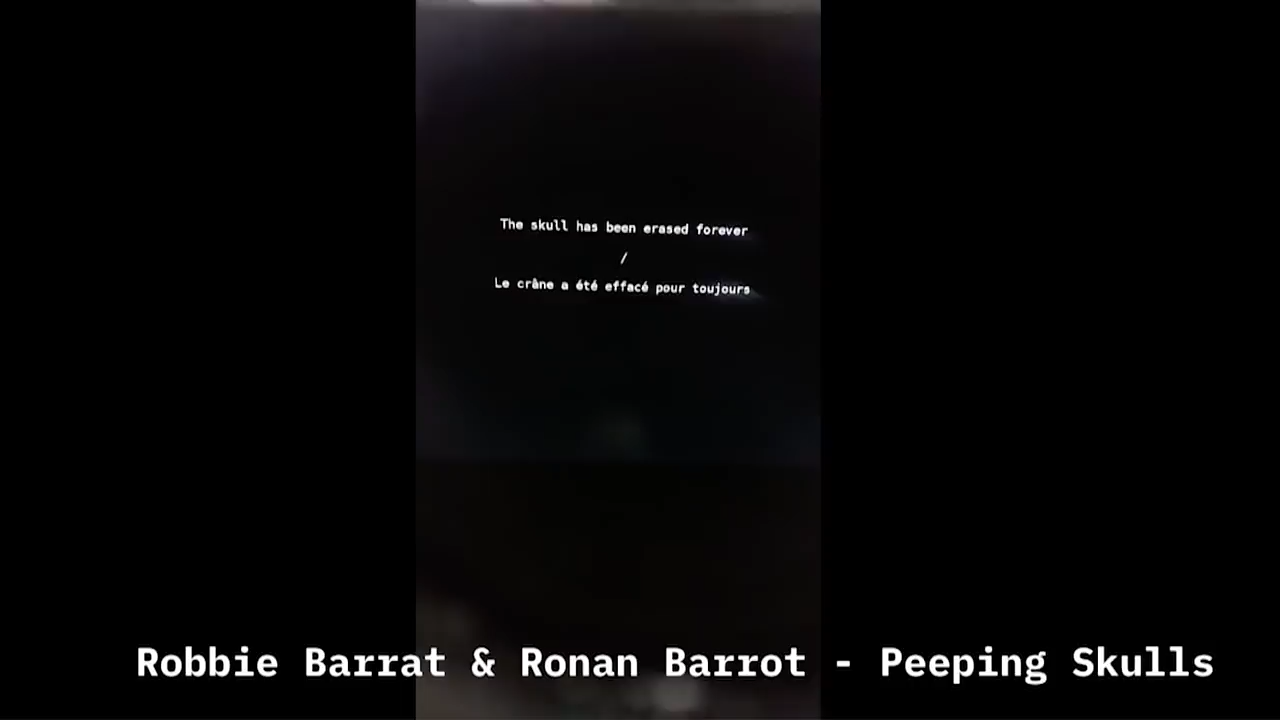 The skull has been erased forever
/
Le crâne a été effacé pour toujours
Robbie Barrat & Ronan Barrot - Peeping Skulls